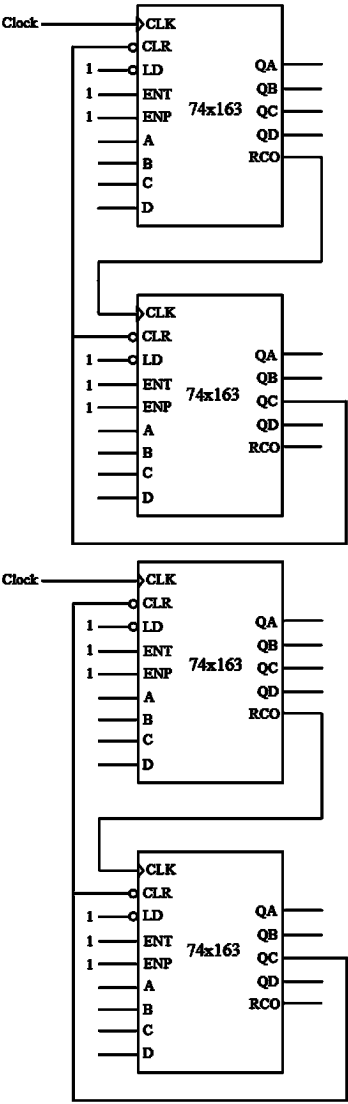 Clock CLK
CLR
1 LD QA
1 ENT QB
1 ENP 74x163 QC
A QD
B RCO
C
D
CLK
CLR
1 LD QA
1 ENT 74x163 QB
1 ENP QC
A QD
B RCO
C
D
Clock CLK
CLR
1 LD QA
1 ENT QB
1 ENP 74x163 QC
A QD
B RCO
C
D
CLK
CLR
1 LD QA
1 ENT QB
1 ENP 74x163 QC
A QD
B RCO
C
D